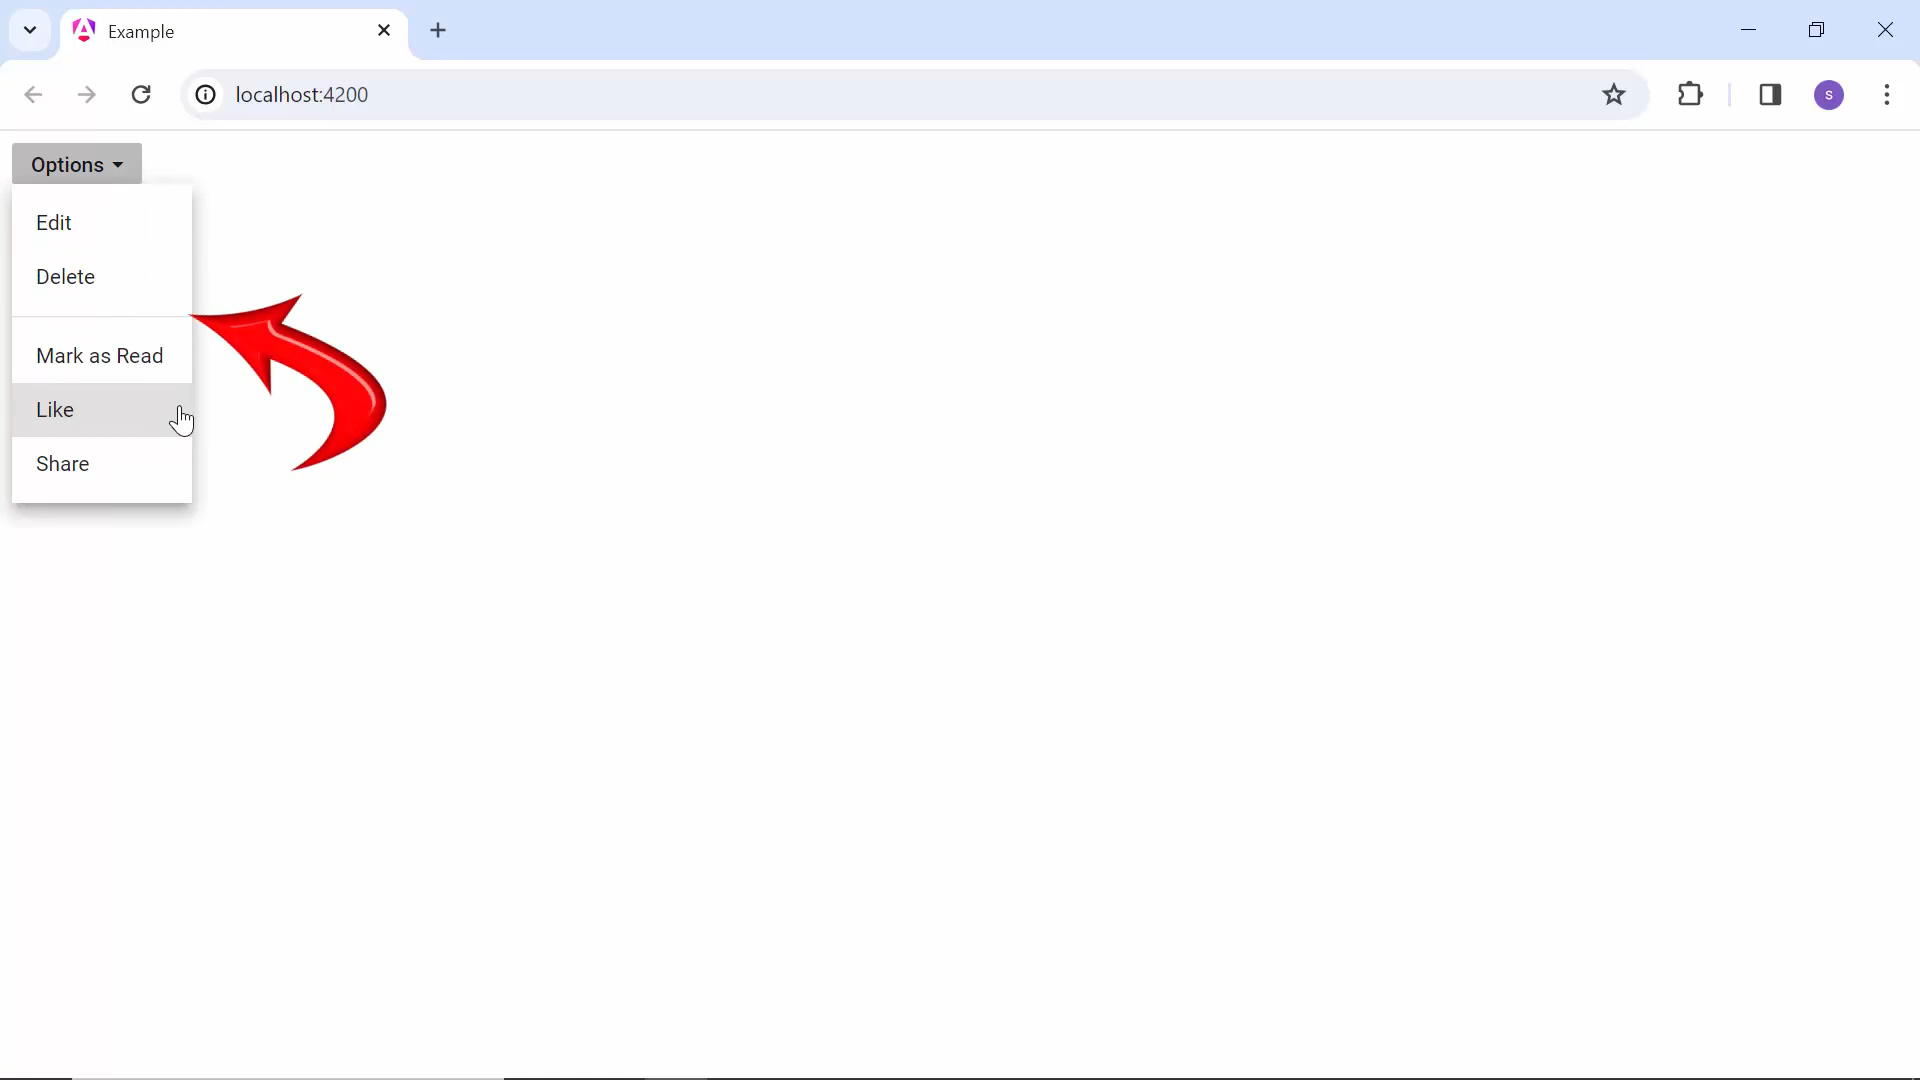 Example
localhost:4200
s
Options
Edit
Delete
Mark as Read
Like
Share